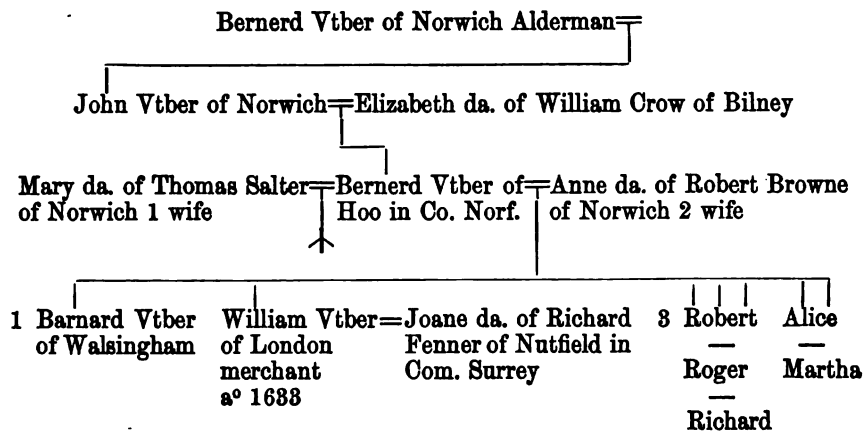 Bernerd Vtber of Norwich Alderman
John Vtber of Norwich=Elizabeth da. of William Crow of Bilney
Mary da. of Thomas Salter=Bernerd Vtber of=Anne da. of Robert Browne
of Norwich 1 wife Hoo in Co. Norf. of Norwich 2 wife
1 Barnard Vtber William Vtber=Joane da. of Richard 3 Robert Alice
of Walsingham of London Fenner of Nutfield in — —
merchant Com. Surrey Roger Martha
aº 1633 —
Richard